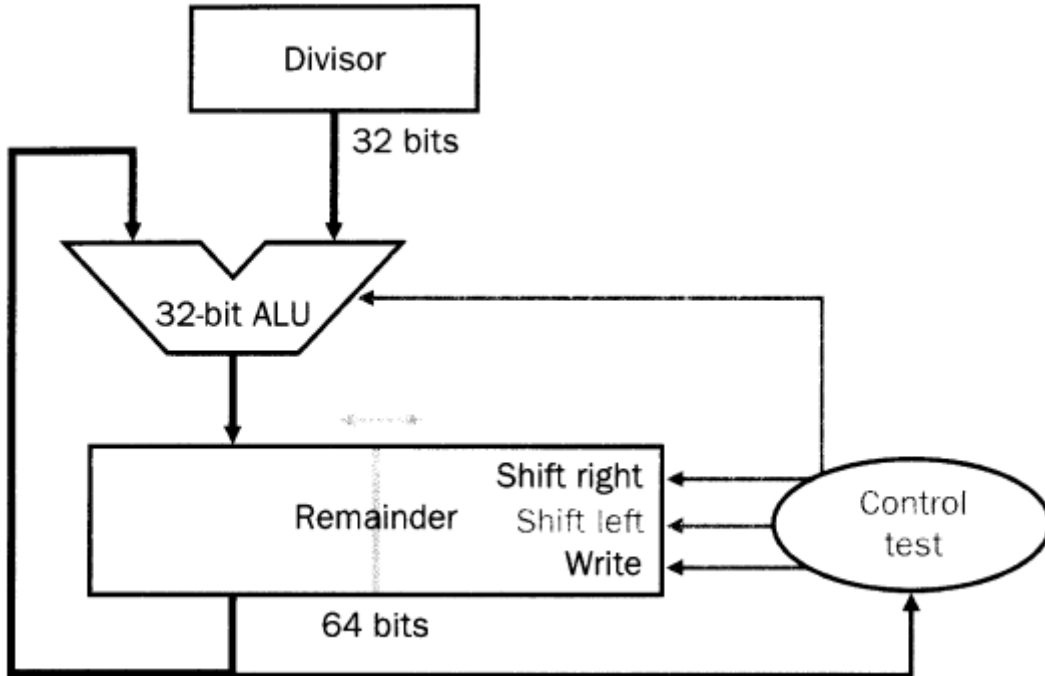 Divisor
32 bits
32-bit ALU
Shift right
Remainder
Shift left
Write
64 bits
Control
test